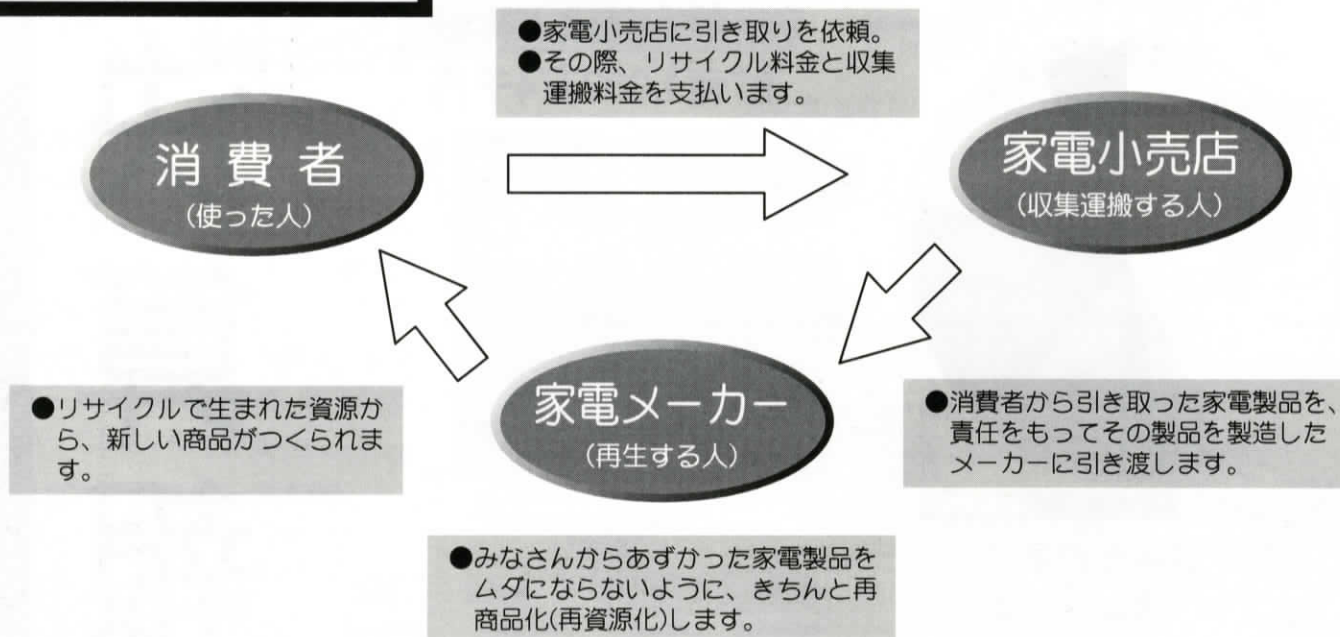 ●家電小売店に引き取りを依頼。
●その際、リサイクル料金と収集
運搬料金を支払います。
消費者
(使った人)
家電小売店
(収集運搬する人)
家電メーカー
(再生する人)
●リサイクルで生まれた資源か
ら、新しい商品がつくられま
す。
●消費者から引き取った家電製品を、
責任をもってその製品を製造した
メーカーに引き渡します。
●みなさんからあずかった家電製品を
ムダにならないように、きちんと再
商品化(再資源化)します。